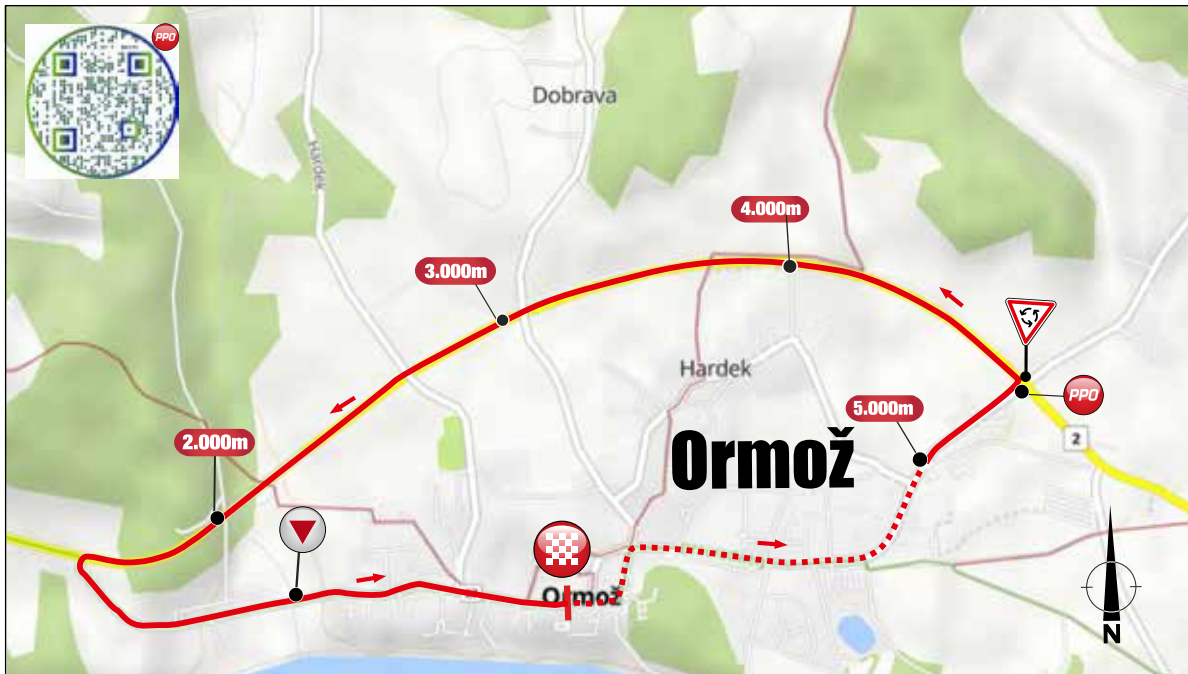 PPO
Dobrava
Hardek
4.000m
3.000m
Hardek
PPO
5.000m
2
Ormož
2.000m
Ormož
N